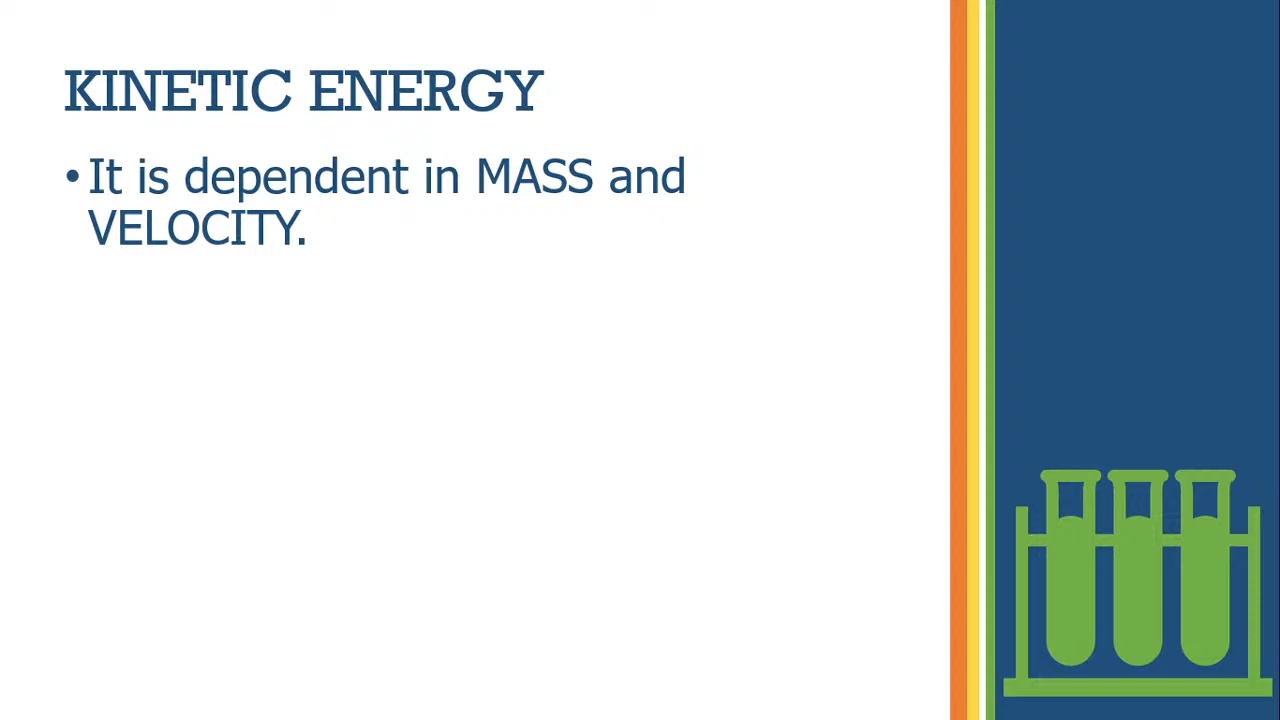 KINETIC ENERGY
•It is dependent in MASS and
VELOCITY.